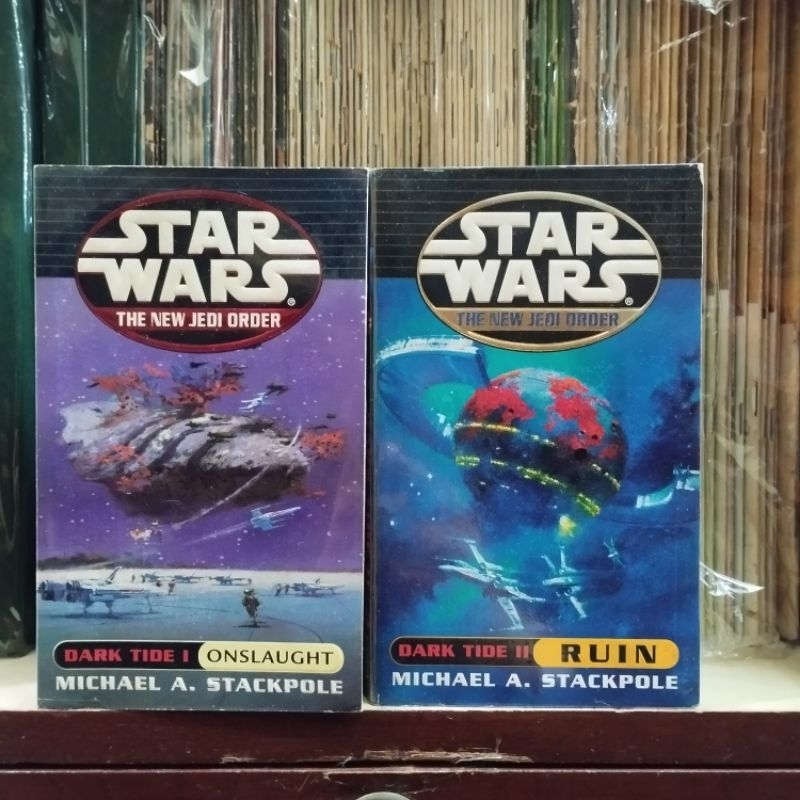 STAR
WARS®
THE NEW JEDI ORDER
DARK TIDE I ONSLAUGHT
MICHAEL A. STACKPOLE
STAR
WARS®
THE NEW JEDI ORDER
DARK TIDE II RUIN
MICHAEL A. STACKPOLE